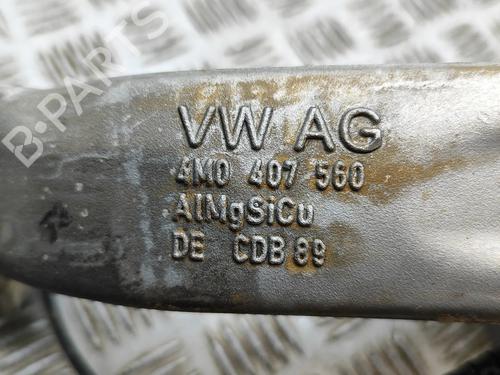 VW AG
4M0 407 560
AlMgSiCu
DE CDB 89
B-PARTS